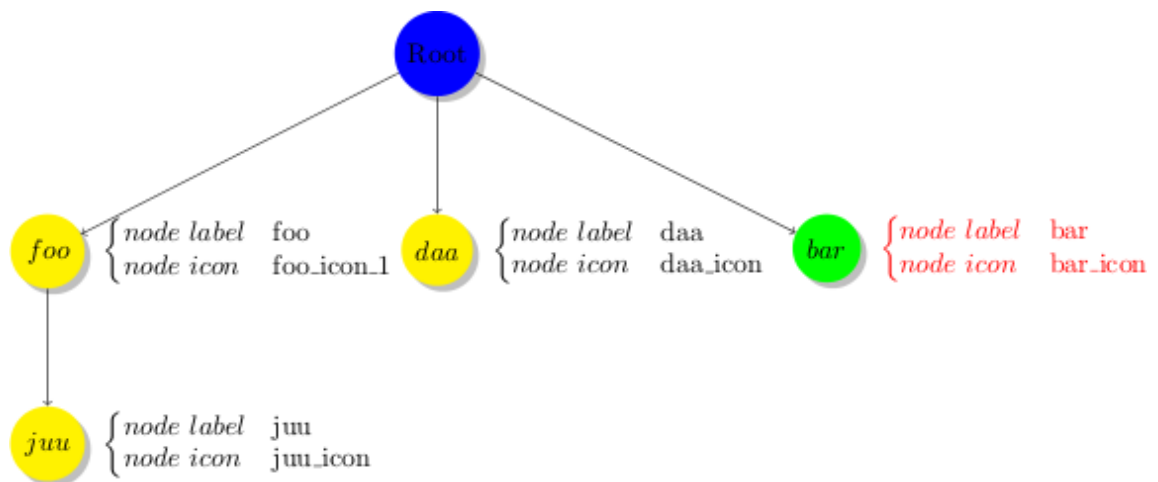 Root
foo
node label foo
node icon foo_icon_1
daa
node label daa
node icon daa_icon
bar
node label bar
node icon bar_icon
juu
node label juu
node icon juu_icon